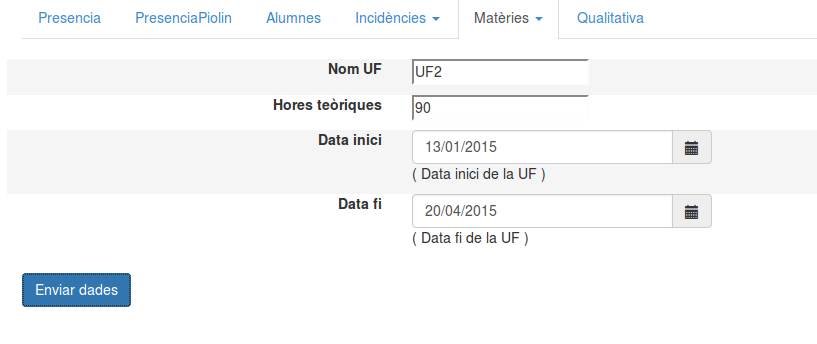 Presencia PresenciaPiolin Alumnes Incidències Matèries Qualitativa
Nom UF UF2
Hores teòriques 90
Data inici 13/01/2015
( Data inici de la UF )
Data fi 20/04/2015
( Data fi de la UF )
Enviar dades